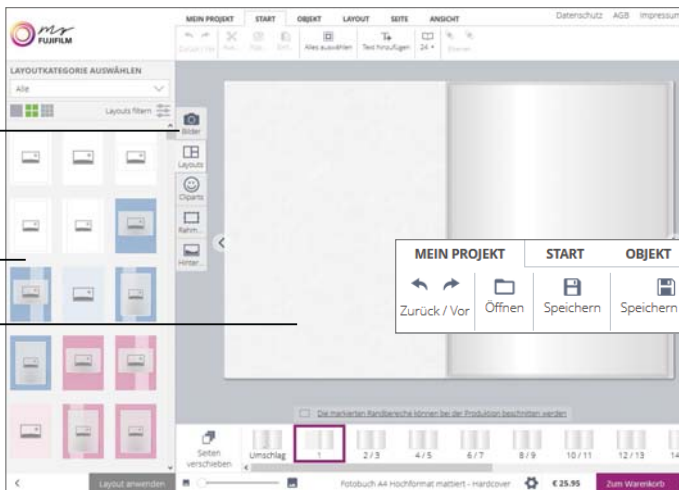 MEIN PROJEKT START OBJEKT LAYOUT SEITE ANSICHT
Datenschutz AGB Impressum
my
FUJIFILM
Zurück / Vor
Alles auswählen
Text hinzufügen
24
LAYOUTKATEGORIE AUSWÄHLEN
Alle
Layouts filtern
Bilder
Layouts
Cliparts
Rahm...
Hinter...
MEIN PROJEKT START OBJEKT
Zurück / Vor Öffnen Speichern Speichern
Die markierten Randbereiche können bei der Produktion beschnitten werden
Seiten
verschieben
Umschlag 1 2 / 3 4 / 5 6 / 7 8 / 9 10 / 11 12 / 13 14
Layout anwenden
Fotobuch A4 Hochformat mattiert - Hardcover
€ 25.95
Zum Warenkorb